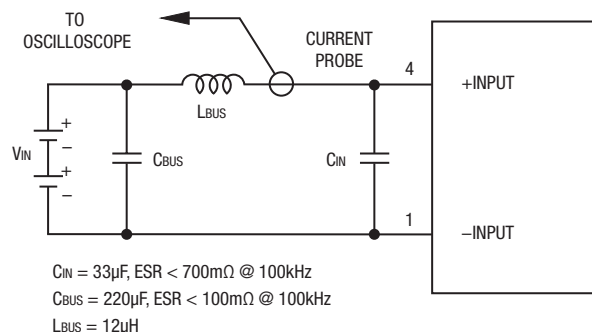 TO
OSCILLOSCOPE
CURRENT
PROBE
4
+INPUT
LBUS
+
VIN
−
+
−
CBUS
CIN
1
−INPUT
CIN = 33µF, ESR < 700mΩ @ 100kHz
CBUS = 220µF, ESR < 100mΩ @ 100kHz
LBUS = 12µH